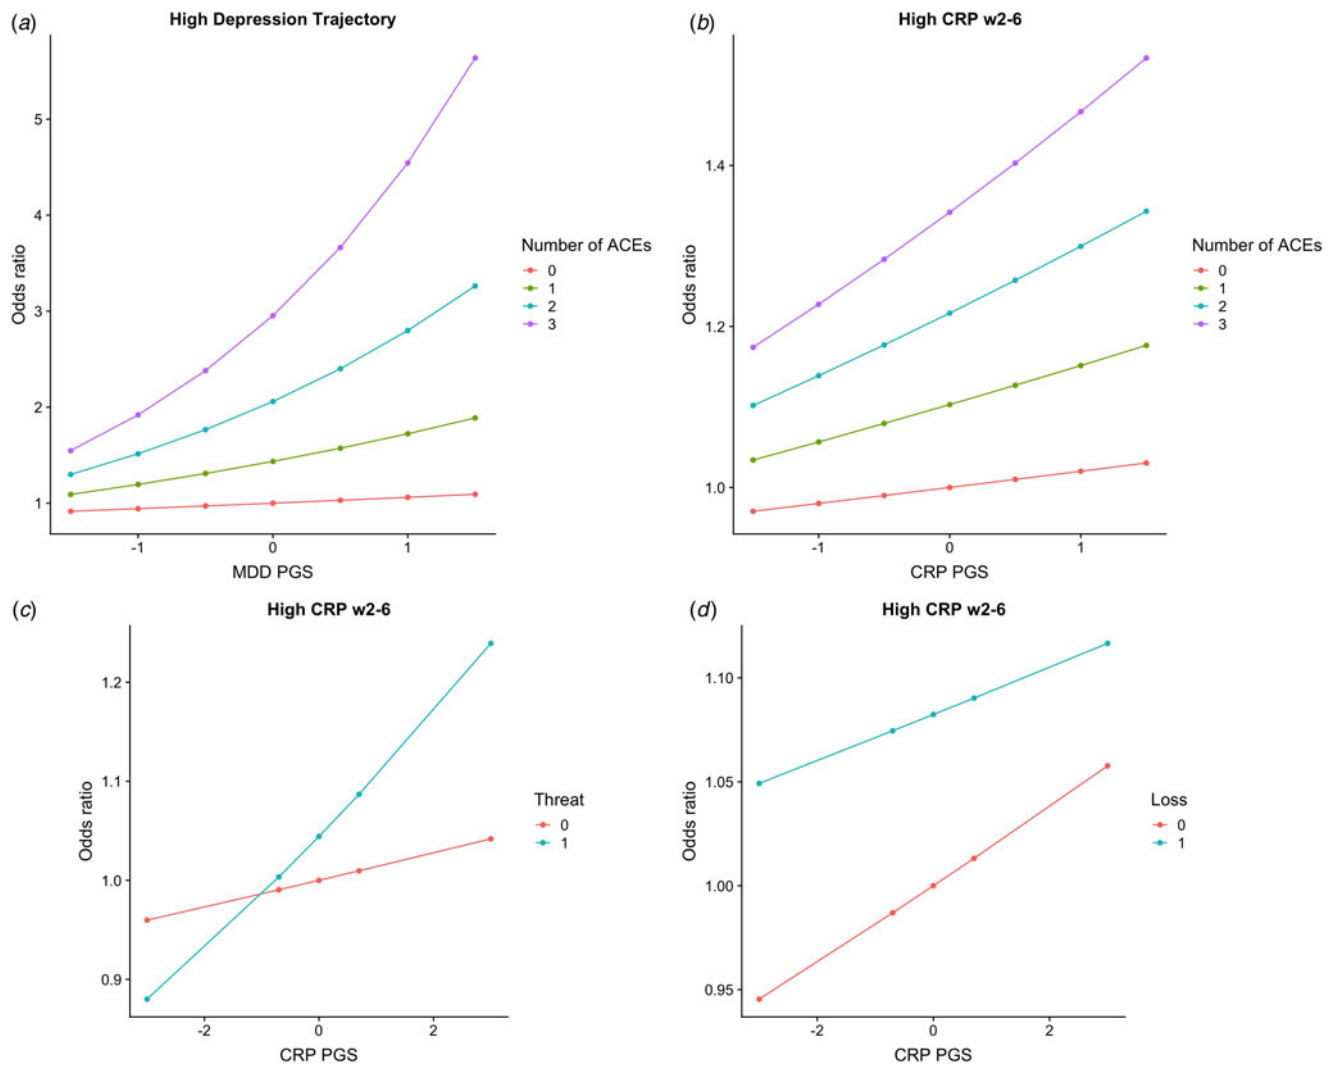 (a)
High Depression Trajectory
5
4
3
2
1
Odds ratio
-1 0 1
MDD PGS
Number of ACEs
0
1
2
3
(b)
High CRP w2-6
1.4
1.2
1.0
Odds ratio
-1 0 1
CRP PGS
Number of ACEs
0
1
2
3
(c)
High CRP w2-6
1.2
1.1
1.0
0.9
Odds ratio
-2 0 2
CRP PGS
Threat
0
1
(d)
High CRP w2-6
1.10
1.05
1.00
0.95
Odds ratio
-2 0 2
CRP PGS
Loss
0
1